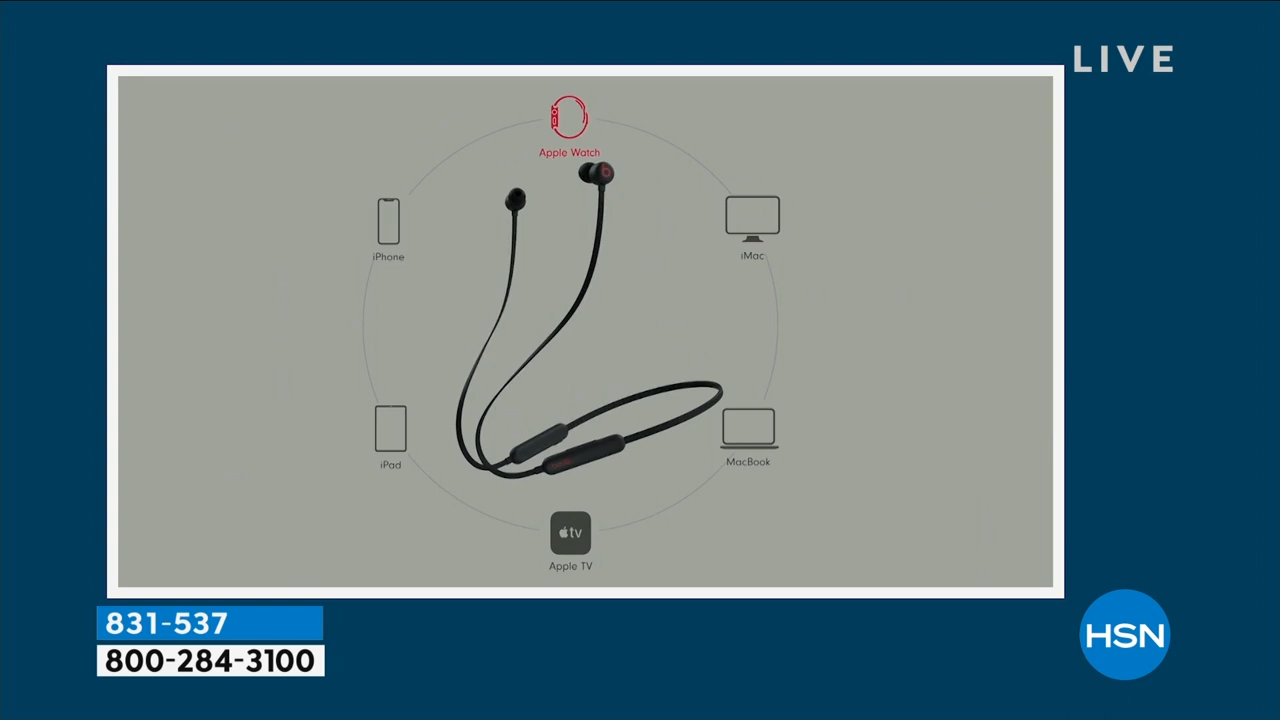 LIVE
Apple Watch
iPhone
iMac
iPad
MacBook
tv
Apple TV
831-537
800-284-3100
HSN